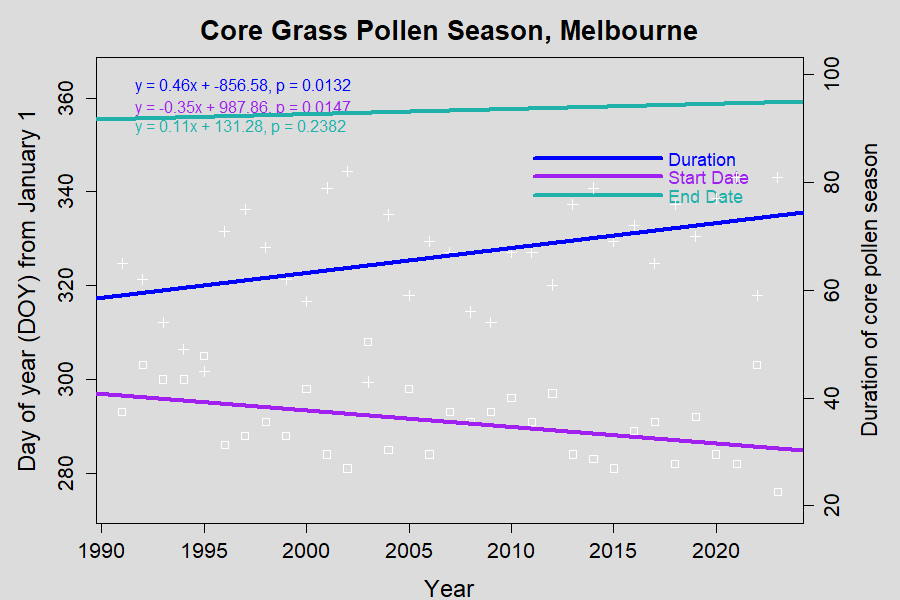 Core Grass Pollen Season, Melbourne
y = 0.46x + -856.58, p = 0.0132
y = -0.35x + 987.86, p = 0.0147
y = 0.11x + 131.28, p = 0.2382
Duration
Start Date
End Date
Day of year (DOY) from January 1
360
340
320
300
280
Duration of core pollen season
100
80
60
40
20
1990 1995 2000 2005 2010 2015 2020
Year